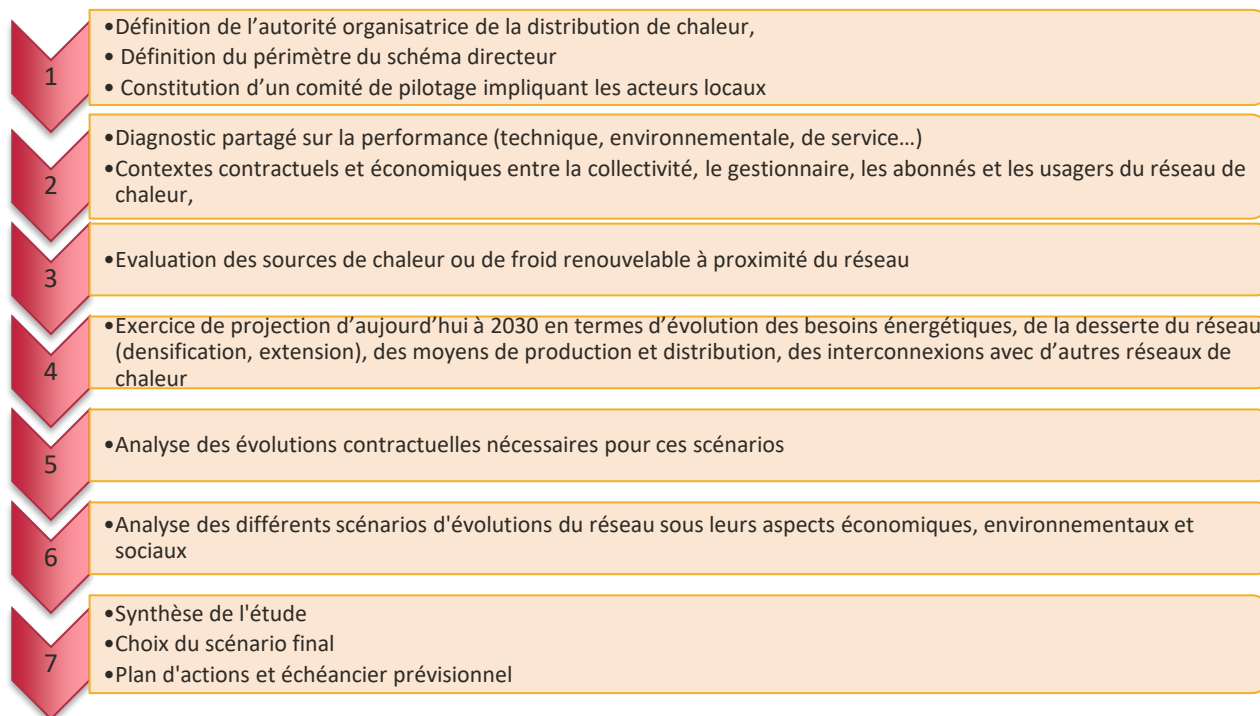 1
•Définition de l’autorité organisatrice de la distribution de chaleur,
• Définition du périmètre du schéma directeur
• Constitution d’un comité de pilotage impliquant les acteurs locaux
2
•Diagnostic partagé sur la performance (technique, environnementale, de service…)
•Contextes contractuels et économiques entre la collectivité, le gestionnaire, les abonnés et les usagers du réseau de
chaleur,
3
•Evaluation des sources de chaleur ou de froid renouvelable à proximité du réseau
4
•Exercice de projection d’aujourd’hui à 2030 en termes d’évolution des besoins énergétiques, de la desserte du réseau
(densification, extension), des moyens de production et distribution, des interconnexions avec d’autres réseaux de
chaleur
5
•Analyse des évolutions contractuelles nécessaires pour ces scénarios
6
•Analyse des différents scénarios d'évolutions du réseau sous leurs aspects économiques, environnementaux et
sociaux
7
•Synthèse de l'étude
•Choix du scénario final
•Plan d'actions et échéancier prévisionnel